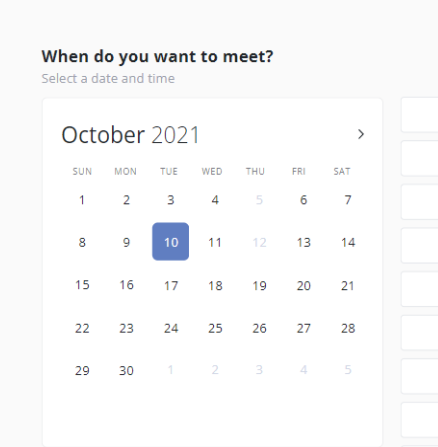 When do you want to meet?
Select a date and time
October 2021
SUN MON TUE WED THU FRI SAT
1 2 3 4 5 6 7
8 9 10 11 12 13 14
15 16 17 18 19 20 21
22 23 24 25 26 27 28
29 30 1 2 3 4 5